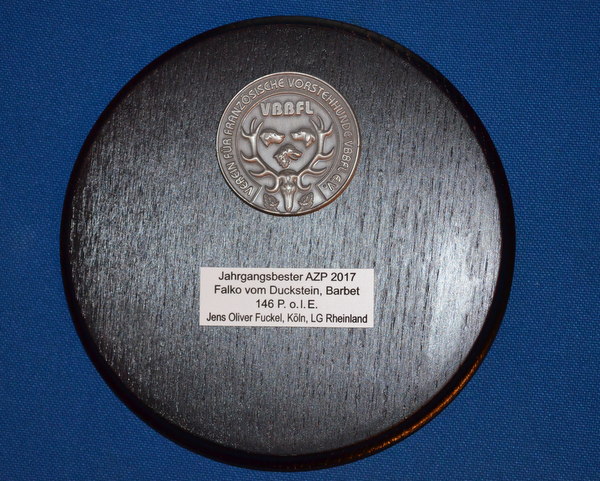 VEREIN FÜR FRANZÖSISCHE VORSTEHHUNDE VBBFL E.V.
VBBFL
Jahrgangsbester AZP 2017
Falko vom Duckstein, Barbet
146 P. o.l.E.
Jens Oliver Fuckel, Köln, LG Rheinland